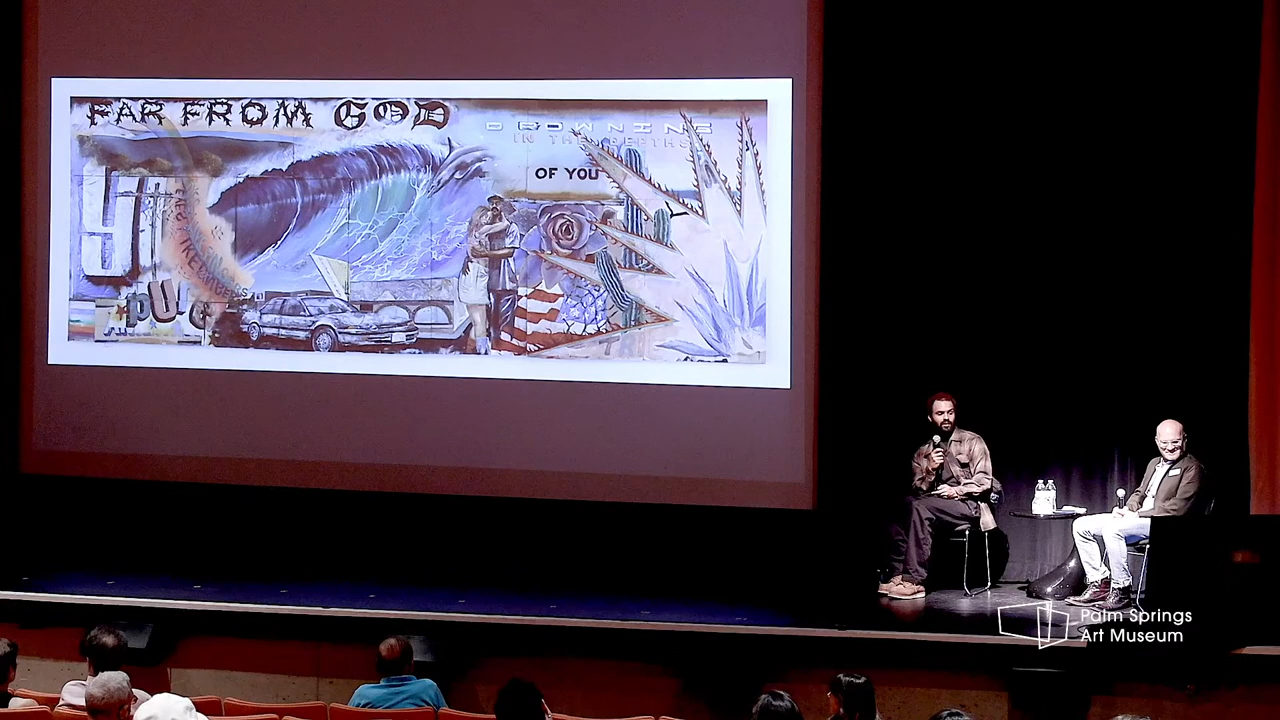 FAR FROM GOD
DROWNING
IN THE DEPTHS
OF YOU
Palm Springs
Art Museum